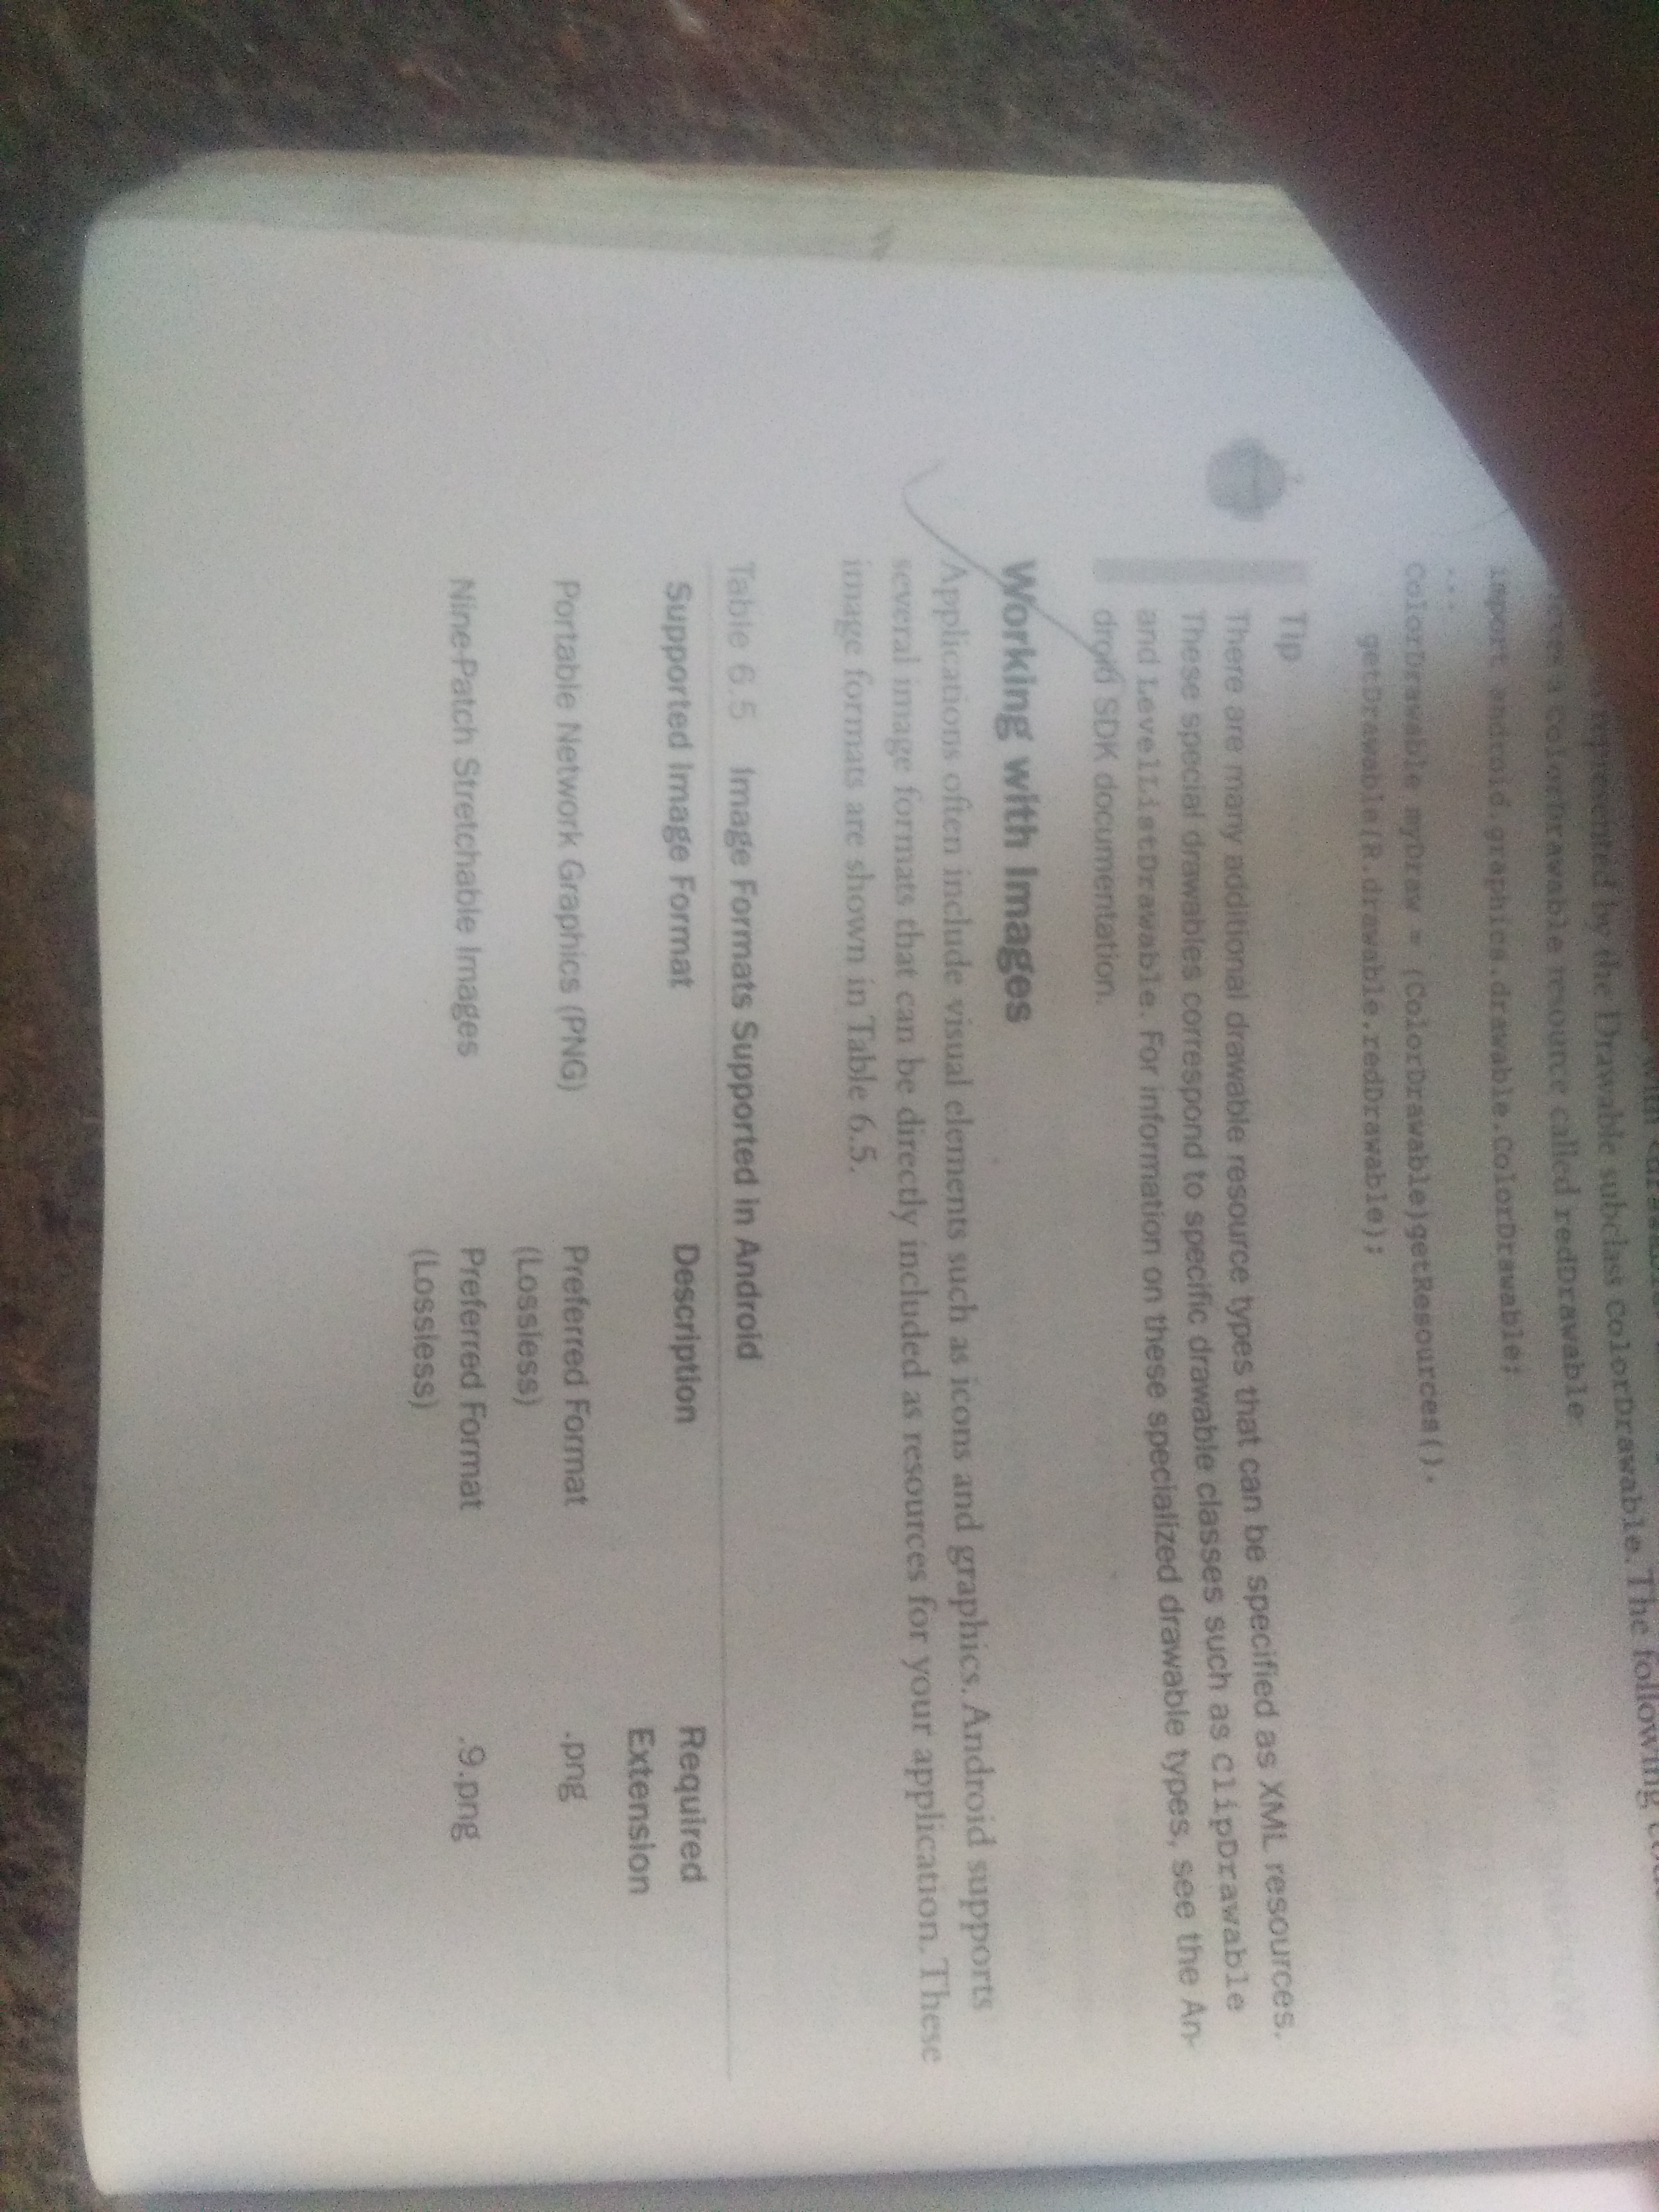 represented by the Drawable subclass ColorDrawable. The following
a ColorDrawable resource called redDrawable
import android.graphics.drawable.ColorDrawable;
...
ColorDrawable myDraw = (ColorDrawable)getResources().
getDrawable(R.drawable.redDrawable);
Tip
There are many additional drawable resource types that can be specified as XML resources.
These special drawables correspond to specific drawable classes such as ClipDrawable
and LevelListDrawable. For information on these specialized drawable types, see the An-
droid SDK documentation.
Working with Images
Applications often include visual elements such as icons and graphics. Android supports
several image formats that can be directly included as resources for your application. These
image formats are shown in Table 6.5.
Table 6.5 Image Formats Supported in Android
Supported Image Format Description Required
Extension
Portable Network Graphics (PNG) Preferred Format .png
(Lossless)
Nine-Patch Stretchable Images Preferred Format .9.png
(Lossless)